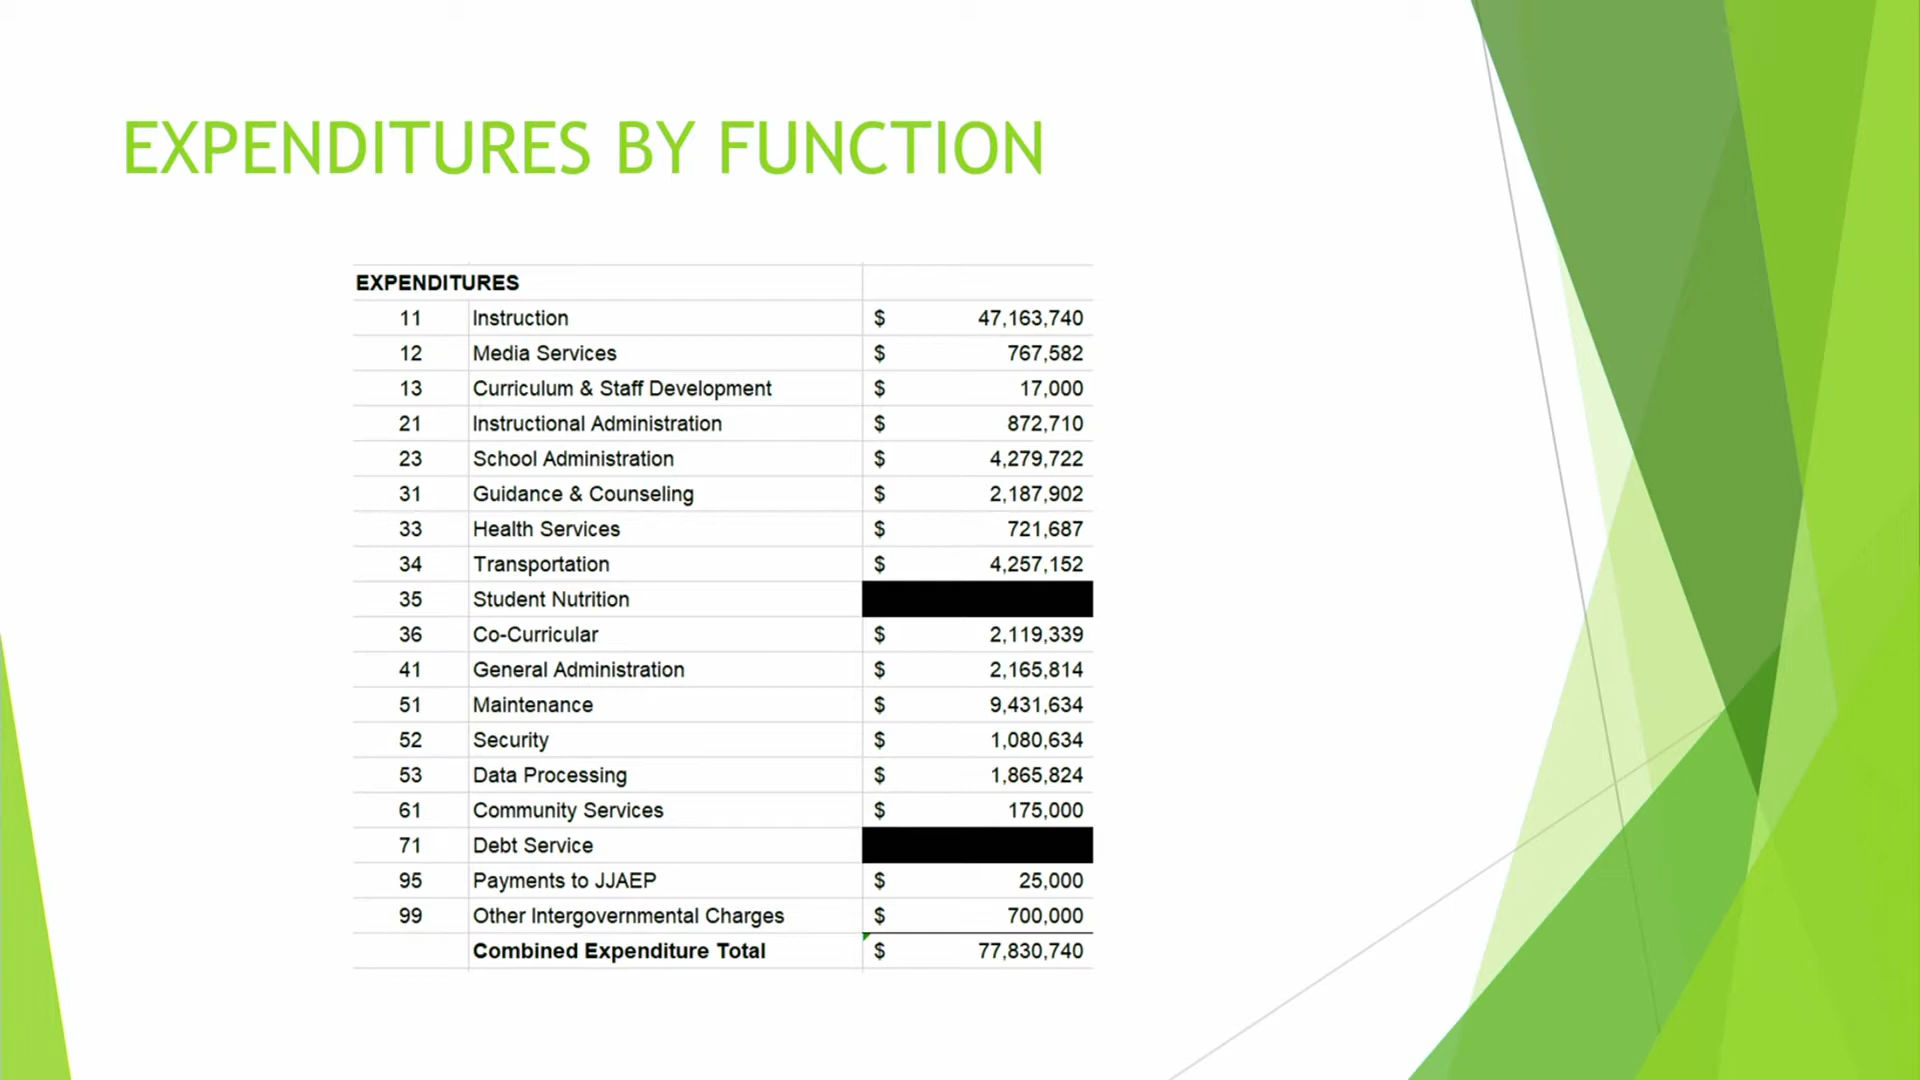 EXPENDITURES BY FUNCTION
EXPENDITURES
11 Instruction $ 47,163,740
12 Media Services $ 767,582
13 Curriculum & Staff Development $ 17,000
21 Instructional Administration $ 872,710
23 School Administration $ 4,279,722
31 Guidance & Counseling $ 2,187,902
33 Health Services $ 721,687
34 Transportation $ 4,257,152
35 Student Nutrition
36 Co-Curricular $ 2,119,339
41 General Administration $ 2,165,814
51 Maintenance $ 9,431,634
52 Security $ 1,080,634
53 Data Processing $ 1,865,824
61 Community Services $ 175,000
71 Debt Service
95 Payments to JJAEP $ 25,000
99 Other Intergovernmental Charges $ 700,000
Combined Expenditure Total $ 77,830,740